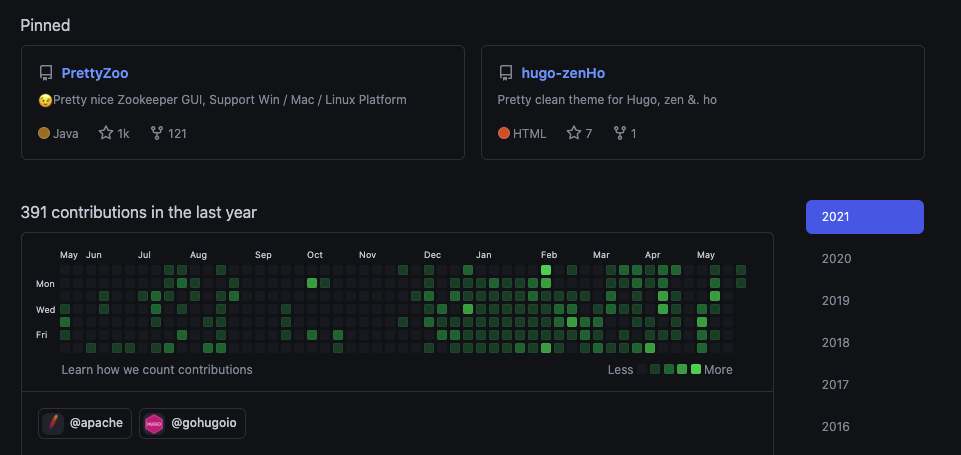 Pinned
PrettyZoo
😉Pretty nice Zookeeper GUI, Support Win / Mac / Linux Platform
Java 1k 121
hugo-zenHo
Pretty clean theme for Hugo, zen &. ho
HTML 7 1
391 contributions in the last year
May Jun Jul Aug Sep Oct Nov Dec Jan Feb Mar Apr May
Mon
Wed
Fri
Learn how we count contributions
Less More
@apache
HUGO @gohugoio
2021
2020
2019
2018
2017
2016